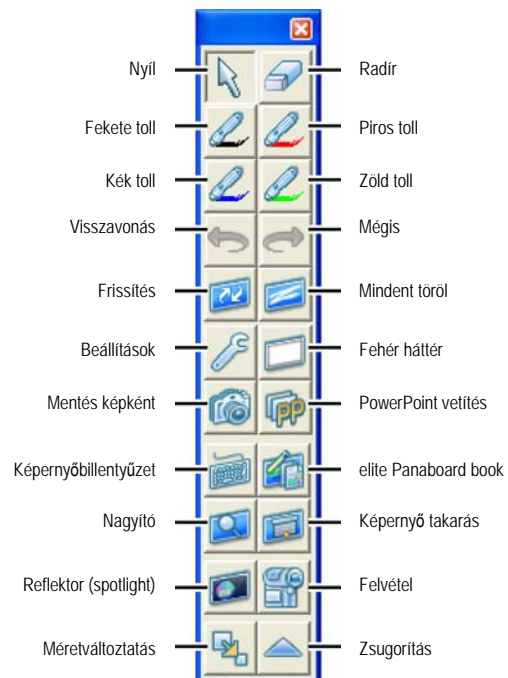 Nyíl Radír
Fekete toll Piros toll
Kék toll Zöld toll
Visszavonás Mégis
Frissítés Mindent töröl
Beállítások Fehér háttér
Mentés képként PowerPoint vetítés
PP
Képernyőbillentyűzet elite Panaboard book
Nagyító Képernyő takarás
Reflektor (spotlight) Felvétel
Méretváltoztatás Zsugorítás